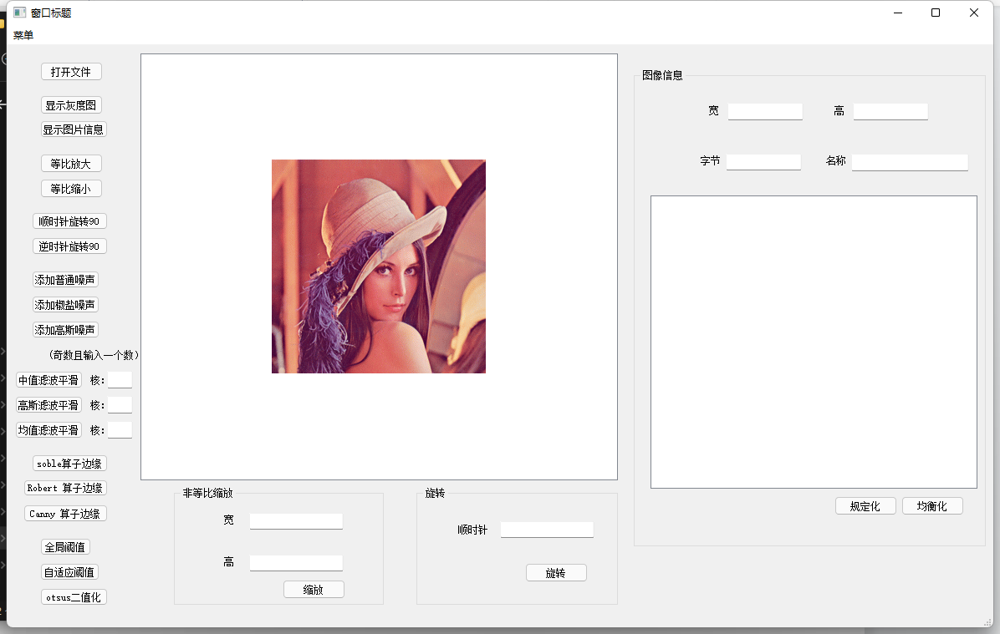 窗口标题
菜单
打开文件
显示灰度图
显示图片信息
等比放大
等比缩小
顺时针旋转90
逆时针旋转90
添加普通噪声
添加椒盐噪声
添加高斯噪声
(奇数且输入一个数)
中值滤波平滑 核:
高斯滤波平滑 核:
均值滤波平滑 核:
soble算子边缘
Robert 算子边缘
Canny 算子边缘
全局阈值
自适应阈值
otsus二值化
非等比缩放
宽
高
缩放
旋转
顺时针
旋转
图像信息
宽 高
字节 名称
规定化 均衡化